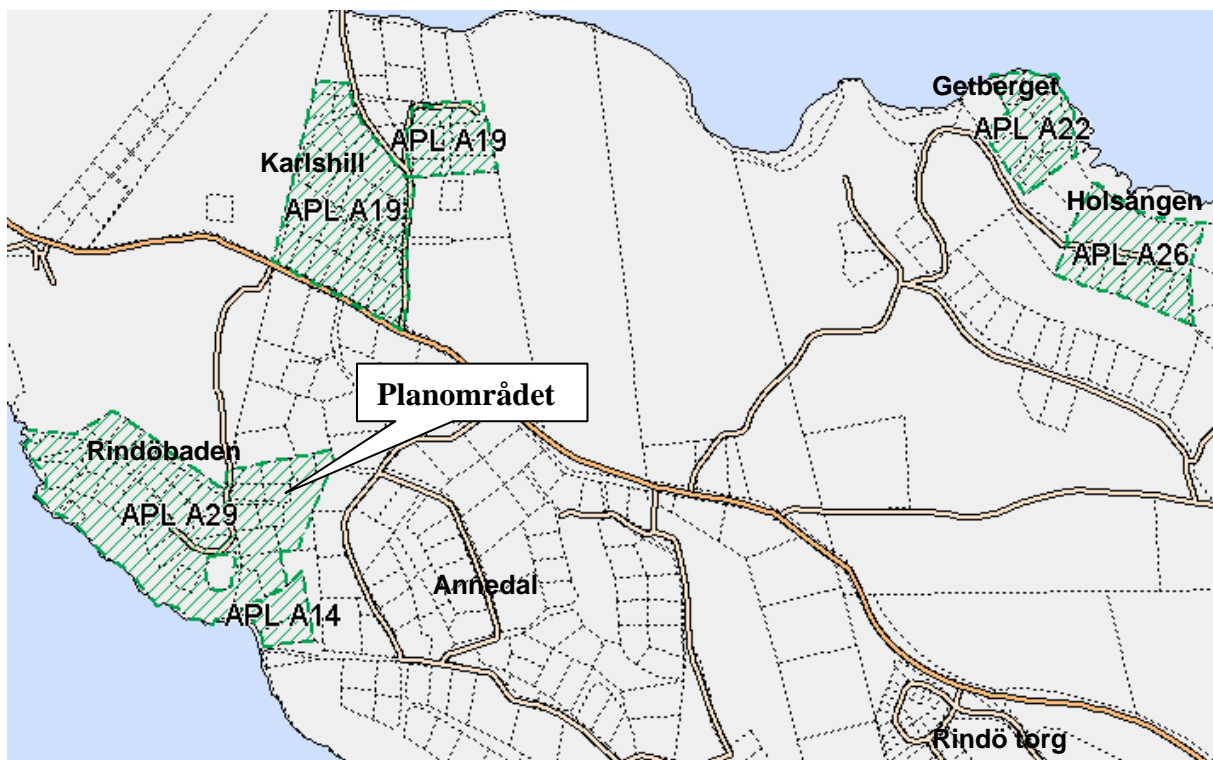 Getberget
APL A22
APL A19
Karlshill
APL A19
Holsängen
APL A26
Planområdet
Rindöbaden
APL A29
Annedal
APL A14
Rindö torg